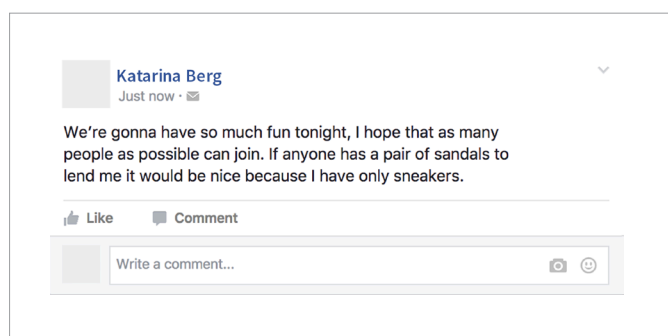 Katarina Berg
Just now ·
We’re gonna have so much fun tonight, I hope that as many
people as possible can join. If anyone has a pair of sandals to
lend me it would be nice because I have only sneakers.
Like Comment
Write a comment...